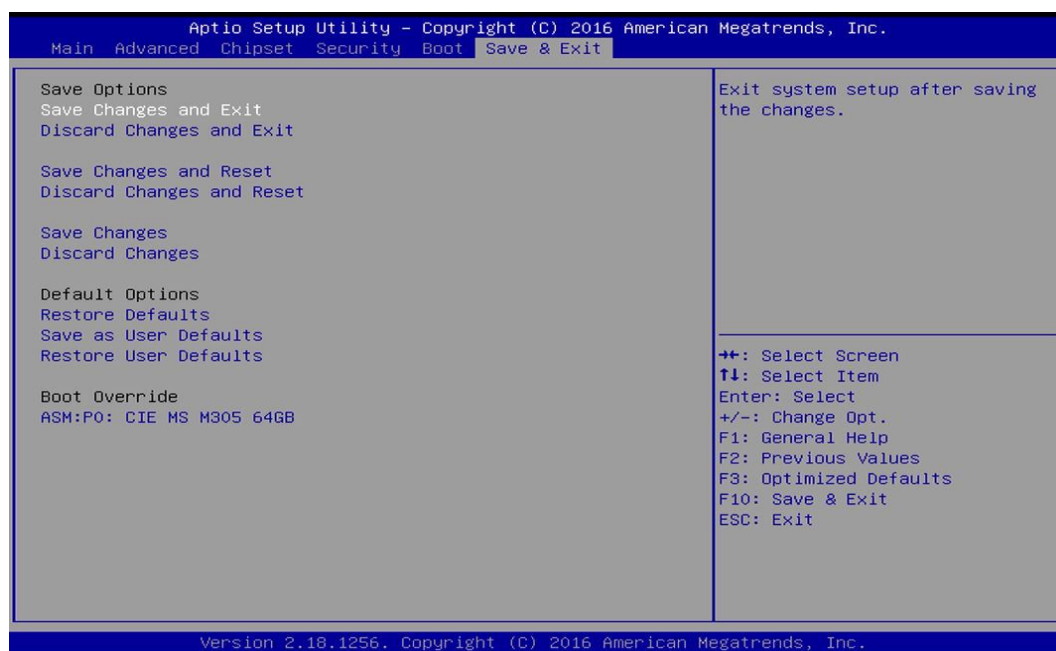 Aptio Setup Utility – Copyright (C) 2016 American Megatrends, Inc.
Main Advanced Chipset Security Boot Save & Exit
Save Options
Save Changes and Exit
Discard Changes and Exit
Save Changes and Reset
Discard Changes and Reset
Save Changes
Discard Changes
Default Options
Restore Defaults
Save as User Defaults
Restore User Defaults
Boot Override
ASM:P0: CIE MS M305 64GB
Exit system setup after saving
the changes.
→←: Select Screen
↑↓: Select Item
Enter: Select
+/-: Change Opt.
F1: General Help
F2: Previous Values
F3: Optimized Defaults
F10: Save & Exit
ESC: Exit
Version 2.18.1256. Copyright (C) 2016 American Megatrends, Inc.